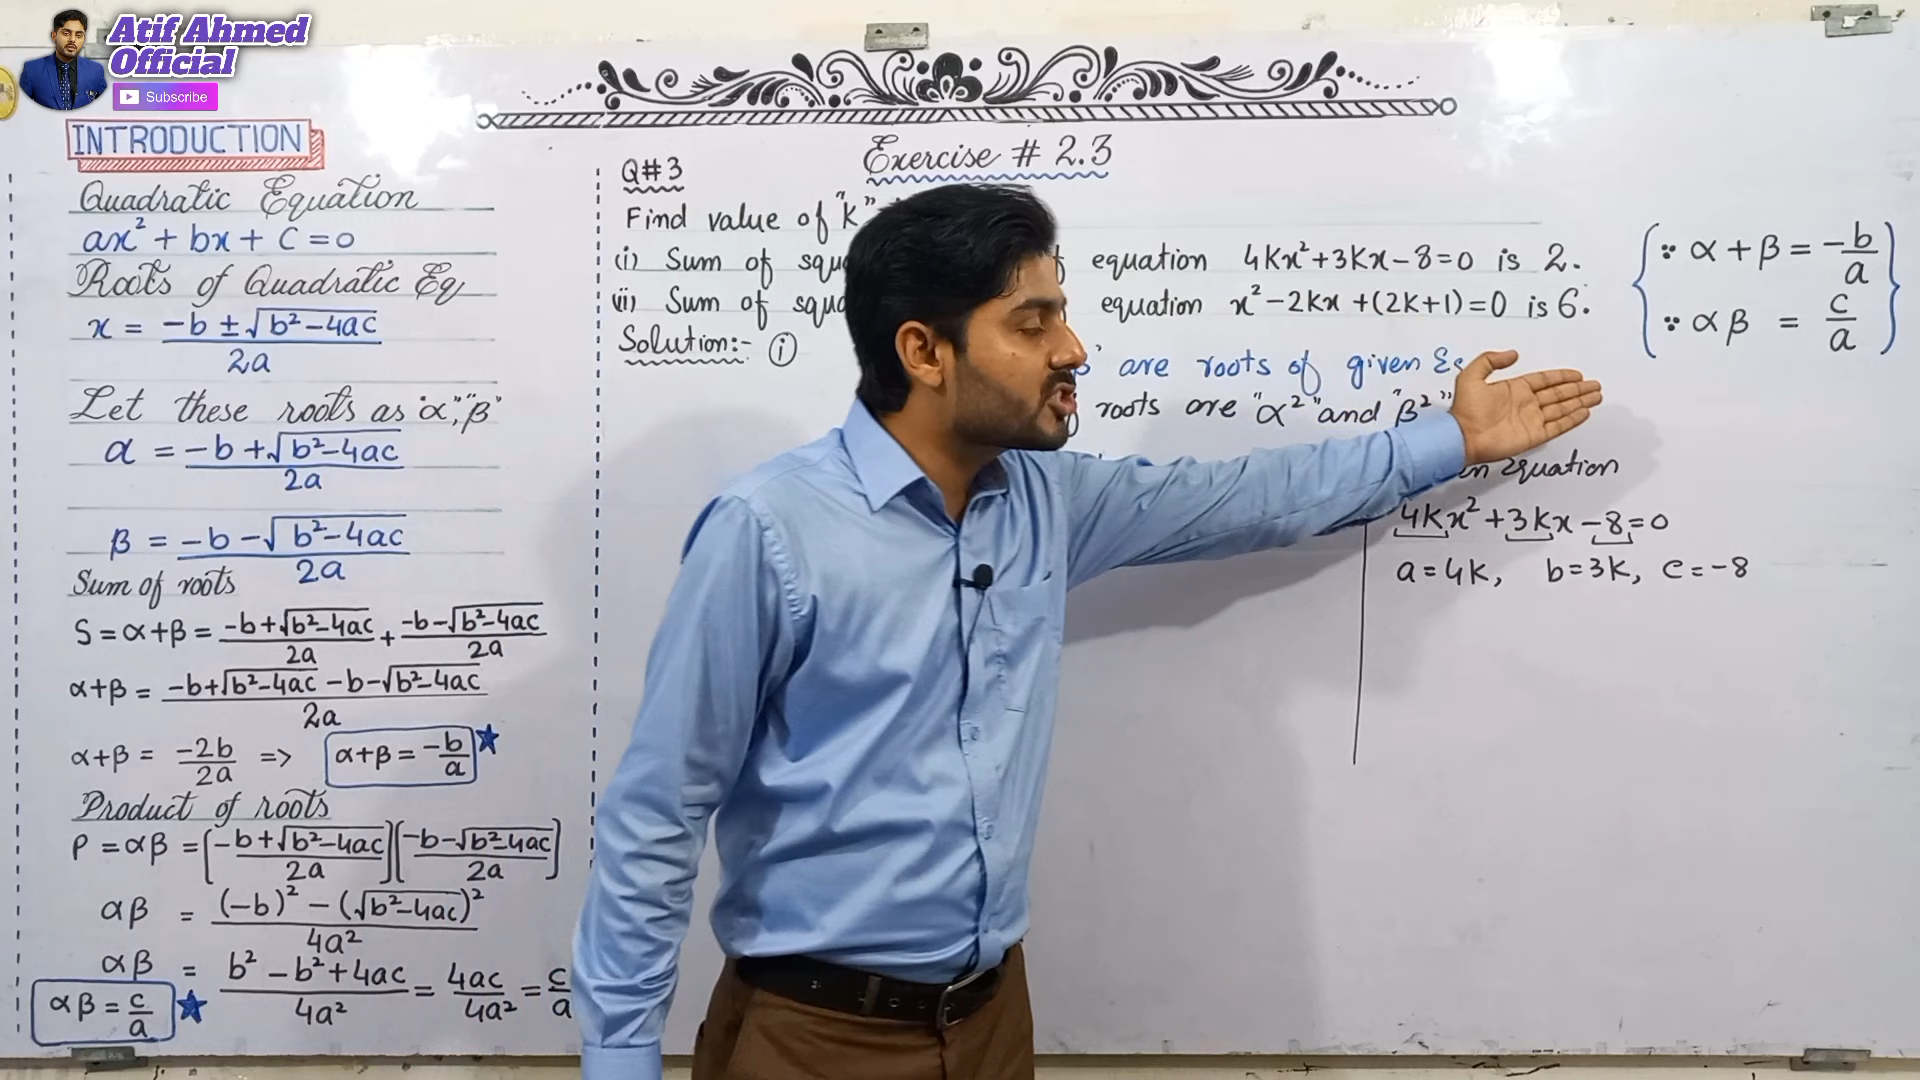 Atif Ahmed
Official
Subscribe
INTRODUCTION
Quadratic Equation
ax² + bx + c = 0
Roots of Quadratic Eq
x = (-b ± √(b² - 4ac)) / 2a
Let these roots as "α", "β"
α = (-b + √(b² - 4ac)) / 2a
β = (-b - √(b² - 4ac)) / 2a
Sum of roots
S = α + β = (-b + √(b² - 4ac)) / 2a + (-b - √(b² - 4ac)) / 2a
α + β = (-b + √(b² - 4ac) - b - √(b² - 4ac)) / 2a
α + β = -2b / 2a => α + β = -b / a
Product of roots
P = αβ = [(-b + √(b² - 4ac)) / 2a] [(-b - √(b² - 4ac)) / 2a]
αβ = ((-b)² - (√(b² - 4ac))²) / 4a²
αβ = (b² - b² + 4ac) / 4a² = 4ac / 4a² = c / a
αβ = c / a
Exercise # 2.3
Q#3
Find value of "K"
(i) Sum of equation 4Kx² + 3Kx - 8 = 0 is 2.
(ii) Sum of equation x² - 2Kx + (2K+1) = 0 is 6.
Solution:- (i)
are roots of given
roots are "α²" and "β²"
Equation
4Kx² + 3Kx - 8 = 0
a = 4K, b = 3K, c = -8
∵ α + β = -b / a
∵ αβ = c / a